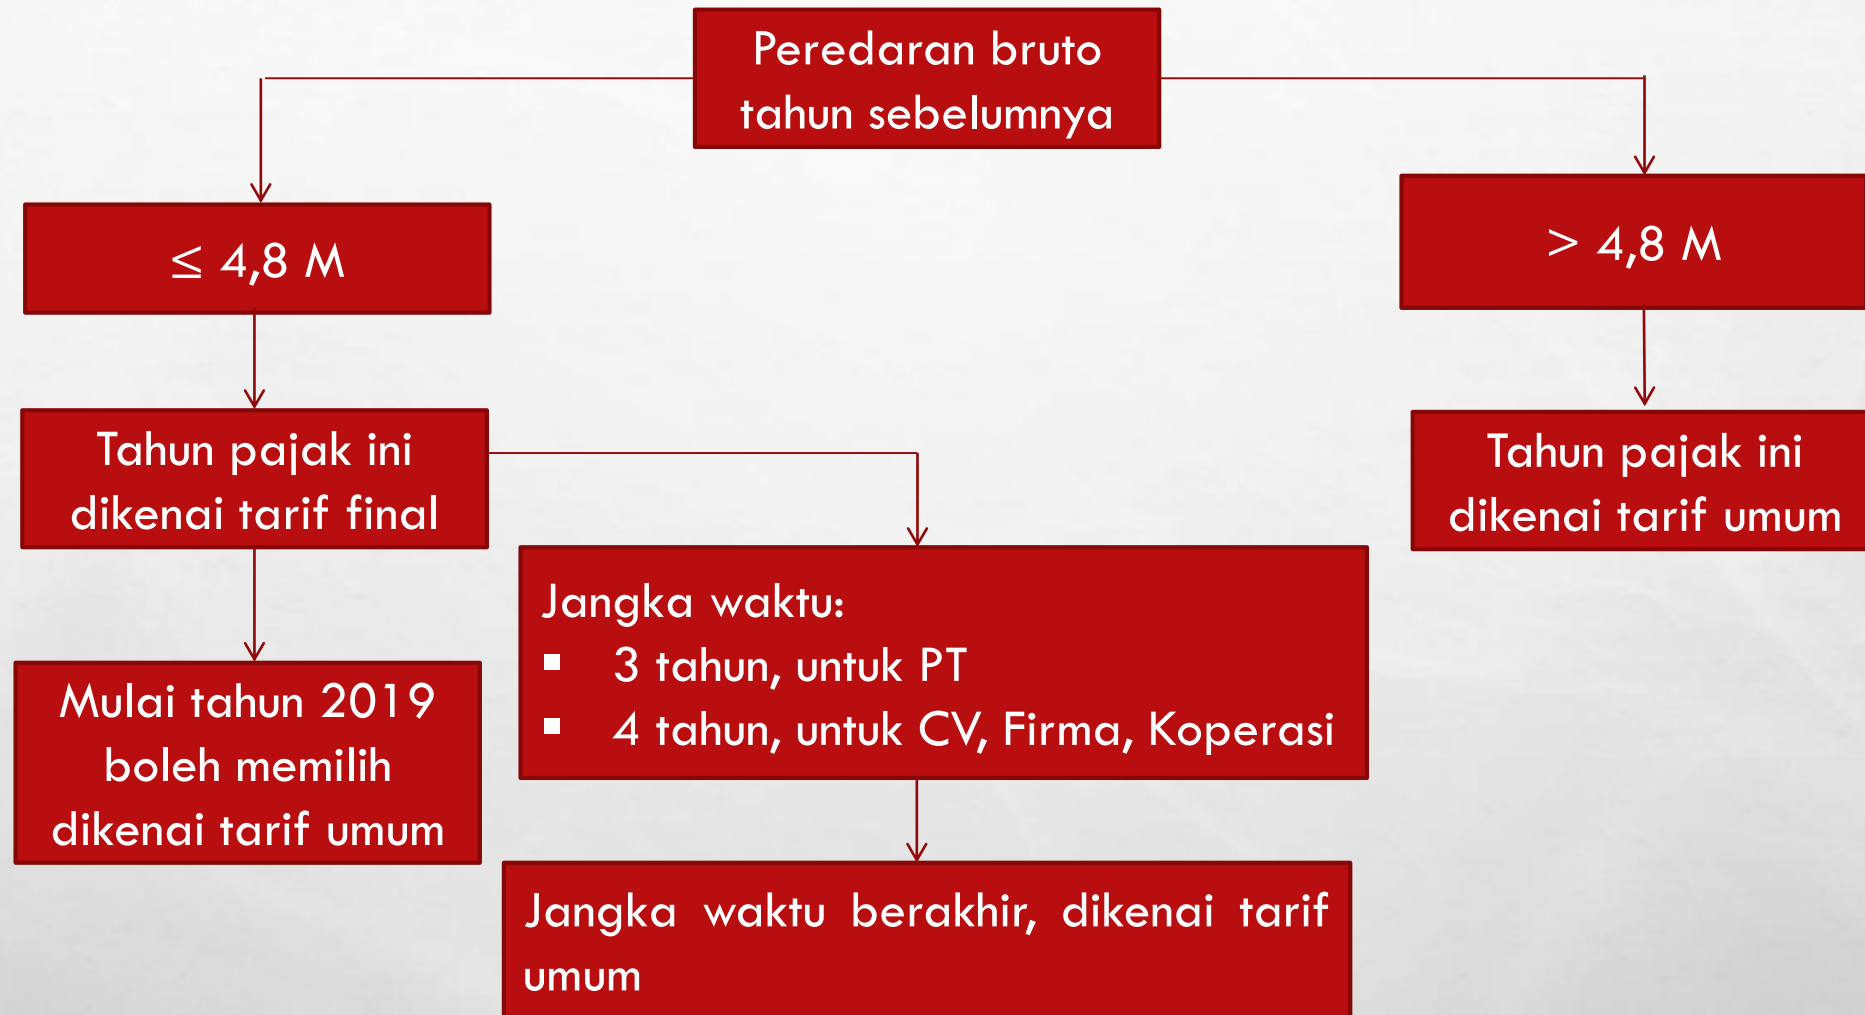 Peredaran bruto
tahun sebelumnya
≤ 4,8 M
> 4,8 M
Tahun pajak ini
dikenai tarif final
Tahun pajak ini
dikenai tarif umum
Jangka waktu:
▪ 3 tahun, untuk PT
▪ 4 tahun, untuk CV, Firma, Koperasi
Mulai tahun 2019
boleh memilih
dikenai tarif umum
Jangka waktu berakhir, dikenai tarif
umum